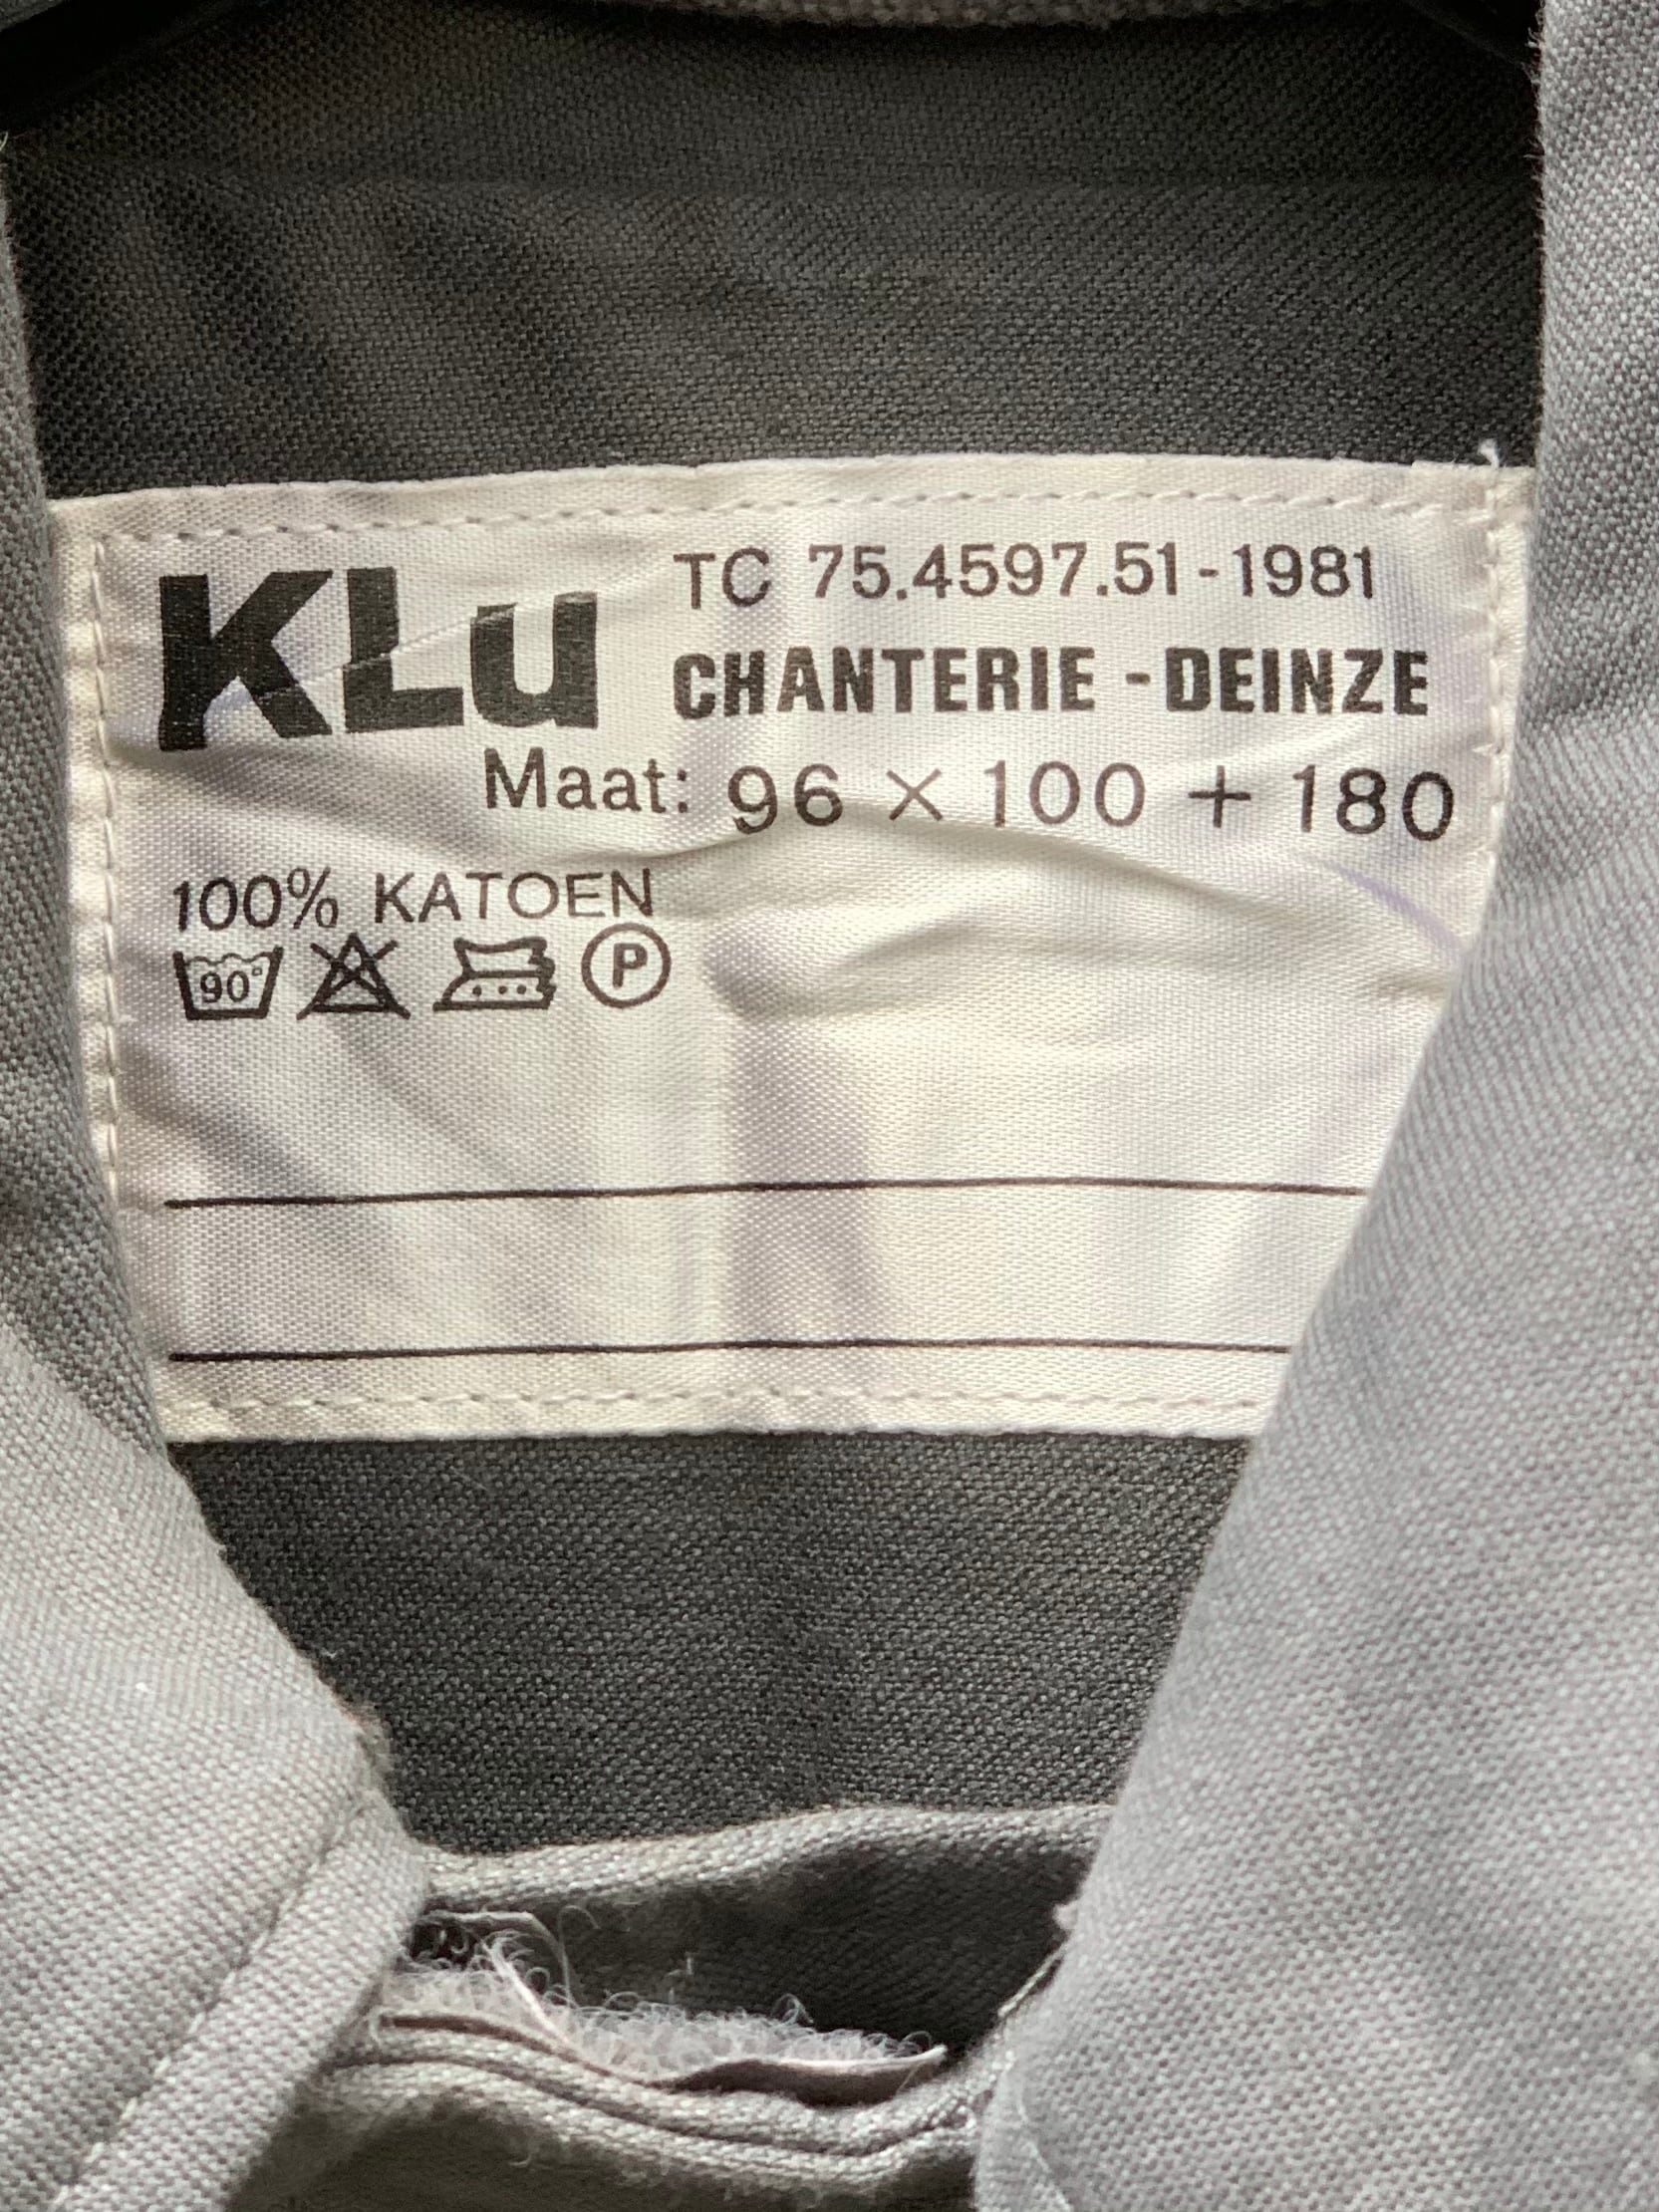 KLu TC 75.4597.51-1981
CHANTERIE - DEINZE
Maat: 96 × 100 + 180
100% KATOEN
90° P